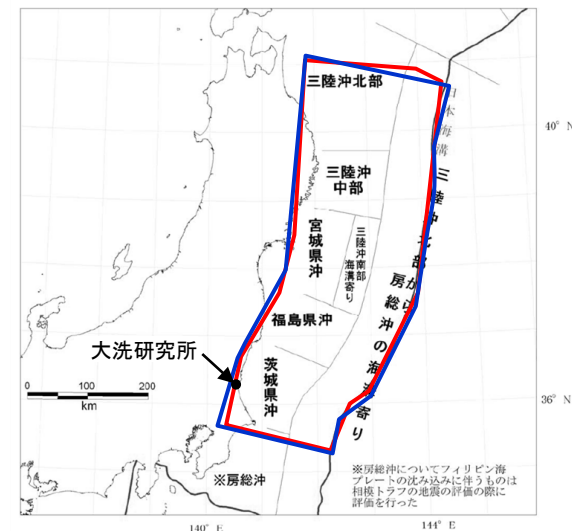 三陸沖北部
日本海溝
40° N
三陸沖
中部
三陸沖北部から
房総沖の海溝寄り
宮城県沖
三陸沖南部
海溝寄り
福島県沖
大洗研究所
茨城県沖
0 100 200
km
36° N
※房総沖
※房総沖についてフィリピン海
プレートの沈み込みに伴うものは
相模トラフの地震の評価の際に
評価を行った
140° E
144° E